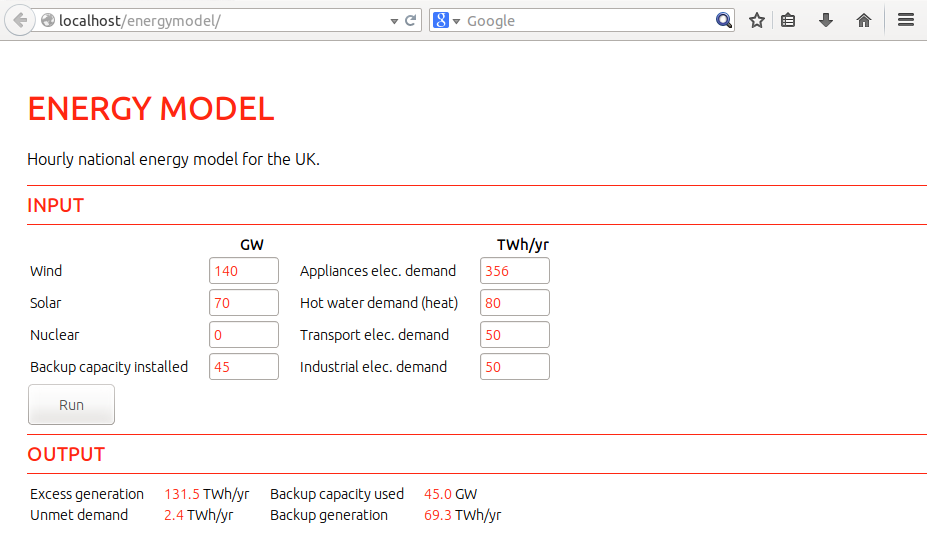 localhost/energymodel/
Google
ENERGY MODEL
Hourly national energy model for the UK.
INPUT
GW TWh/yr
Wind 140 Appliances elec. demand 356
Solar 70 Hot water demand (heat) 80
Nuclear 0 Transport elec. demand 50
Backup capacity installed 45 Industrial elec. demand 50
Run
OUTPUT
Excess generation 131.5 TWh/yr Backup capacity used 45.0 GW
Unmet demand 2.4 TWh/yr Backup generation 69.3 TWh/yr